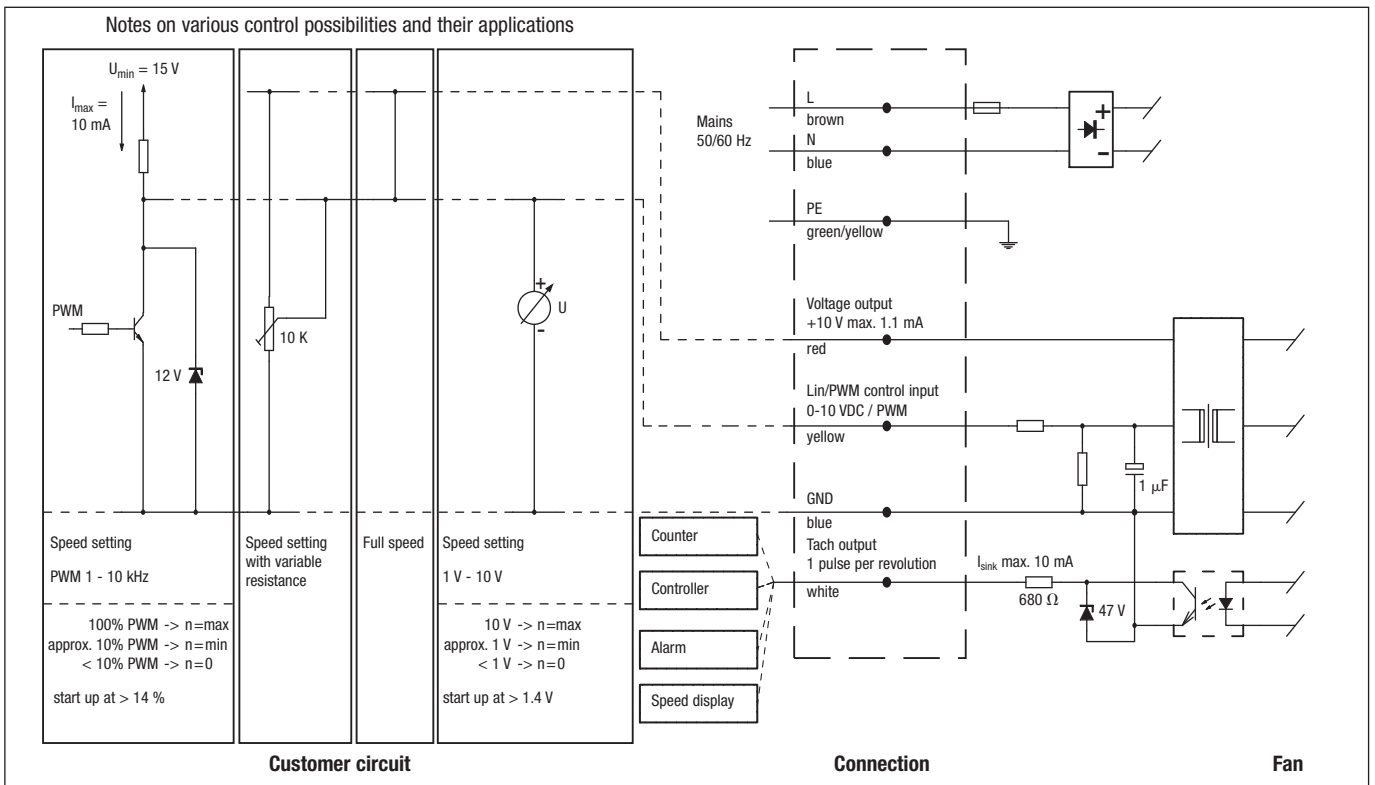 Notes on various control possibilities and their applications
U_min = 15 V
I_max =
10 mA
PWM
12 V
10 K
+
U
-
Speed setting
PWM 1 - 10 kHz
100% PWM -> n=max
approx. 10% PWM -> n=min
< 10% PWM -> n=0
start up at > 14 %
Speed setting
with variable
resistance
Full speed
Speed setting
1 V - 10 V
10 V -> n=max
approx. 1 V -> n=min
< 1 V -> n=0
start up at > 1.4 V
Counter
Controller
Alarm
Speed display
Mains
50/60 Hz
L
brown
N
blue
+
-
PE
green/yellow
Voltage output
+10 V max. 1.1 mA
red
Lin/PWM control input
0-10 VDC / PWM
yellow
1 μF
GND
blue
Tach output
1 pulse per revolution
white
I_sink max. 10 mA
680 Ω
47 V
Customer circuit
Connection
Fan